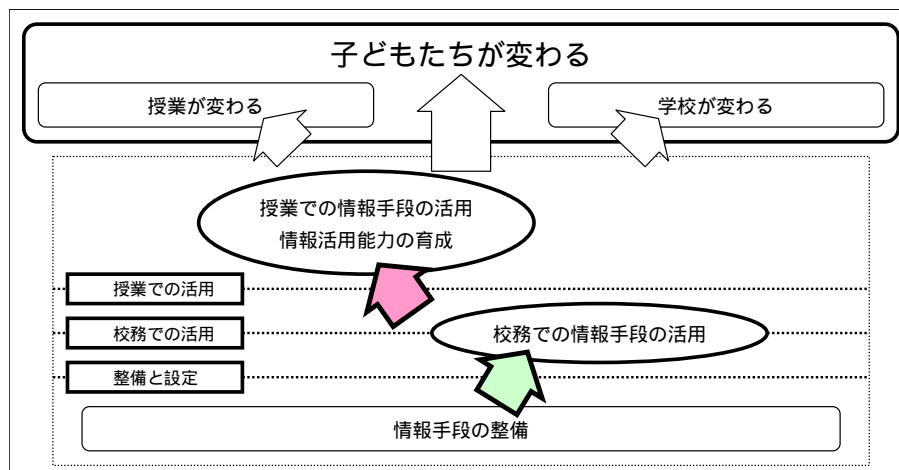 子どもたちが変わる
授業が変わる
学校が変わる
授業での情報手段の活用
情報活用能力の育成
授業での活用
校務での活用
校務での情報手段の活用
整備と設定
情報手段の整備